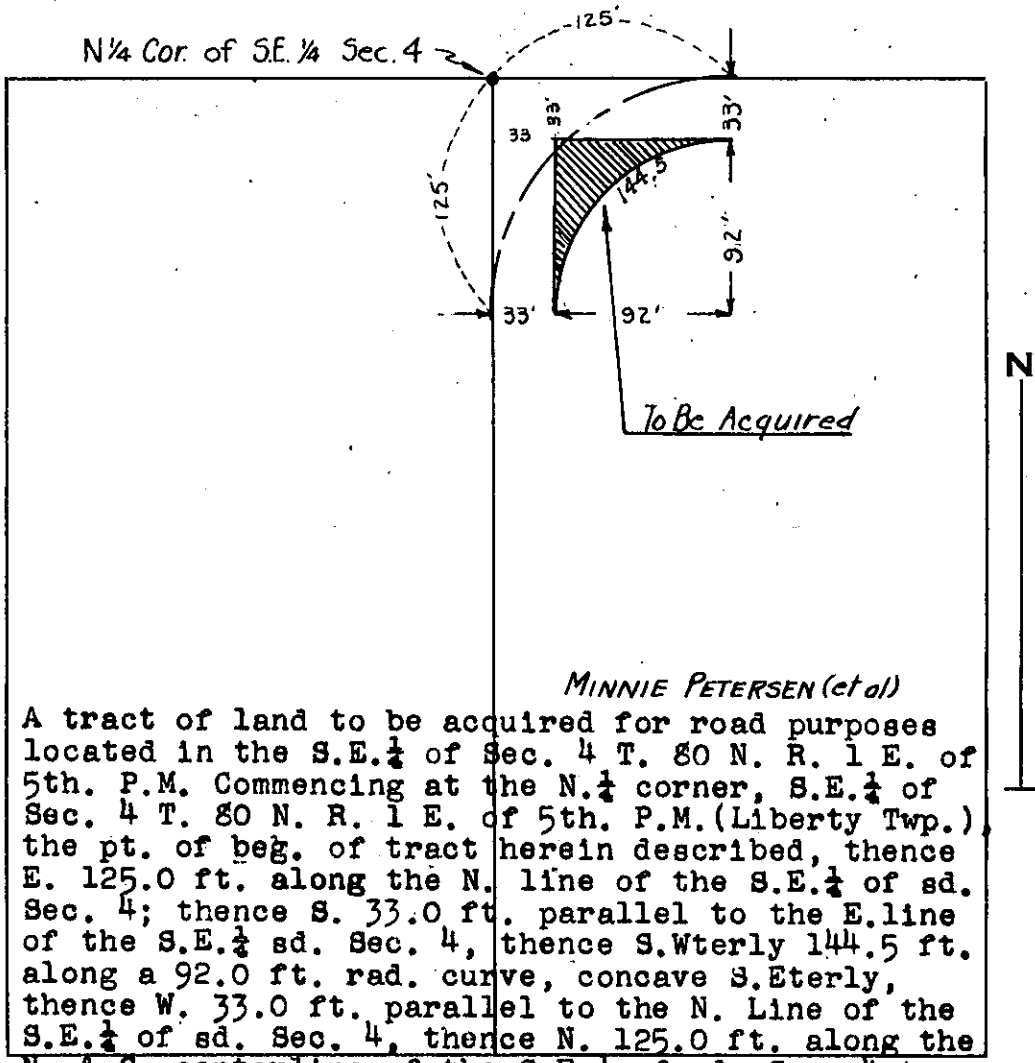 125'
N¼ Cor. of S.E. ¼ Sec. 4
33'
33
33'
144.5
125'
92'
33'
92'
N
To Be Acquired
MINNIE PETERSEN (et al)
A tract of land to be acquired for road purposes
located in the S.E.¼ of Sec. 4 T. 80 N. R. 1 E. of
5th. P.M. Commencing at the N.¼ corner, S.E.¼ of
Sec. 4 T. 80 N. R. 1 E. of 5th. P.M.(Liberty Twp.),
the pt. of beg. of tract herein described, thence
E. 125.0 ft. along the N. line of the S.E.¼ of sd.
Sec. 4; thence S. 33.0 ft. parallel to the E.line
of the S.E.¼ sd. Sec. 4, thence S.Wterly 144.5 ft.
along a 92.0 ft. rad. curve, concave S.Eterly,
thence W. 33.0 ft. parallel to the N. Line of the
S.E.¼ of sd. Sec. 4, thence N. 125.0 ft. along the